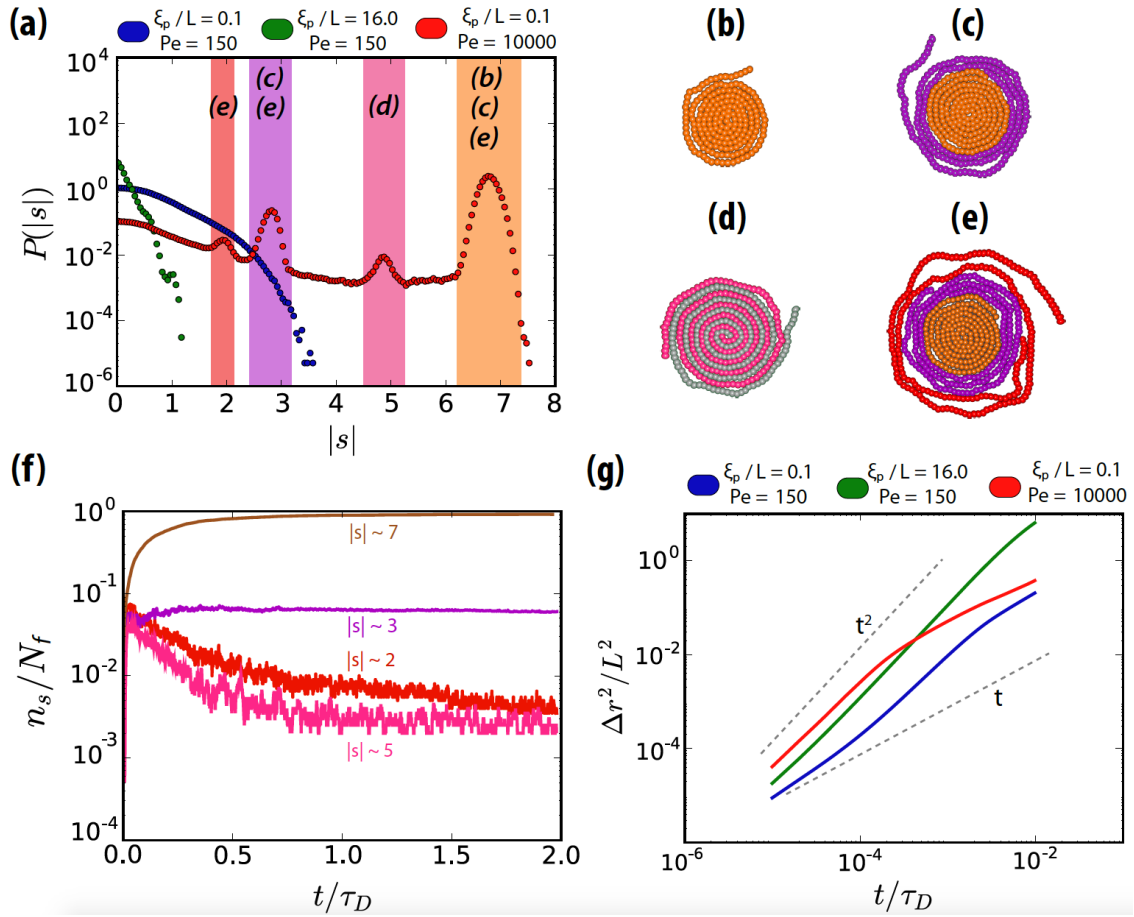 (a)
ξp / L = 0.1
Pe = 150
ξp / L = 16.0
Pe = 150
ξp / L = 0.1
Pe = 10000
10^4
10^2
10^0
10^-2
10^-4
10^-6
P(|s|)
(e)
(c)
(e)
(d)
(b)
(c)
(e)
0 1 2 3 4 5 6 7 8
|s|
(b)
(c)
(d)
(e)
(f)
10^0
10^-1
10^-2
10^-3
10^-4
n_s/N_f
|s| ~ 7
|s| ~ 3
|s| ~ 2
|s| ~ 5
0.0 0.5 1.0 1.5 2.0
t/τ_D
(g)
ξp / L = 0.1
Pe = 150
ξp / L = 16.0
Pe = 150
ξp / L = 0.1
Pe = 10000
10^0
10^-2
10^-4
Δr^2/L^2
t^2
t
10^-6 10^-4 10^-2
t/τ_D